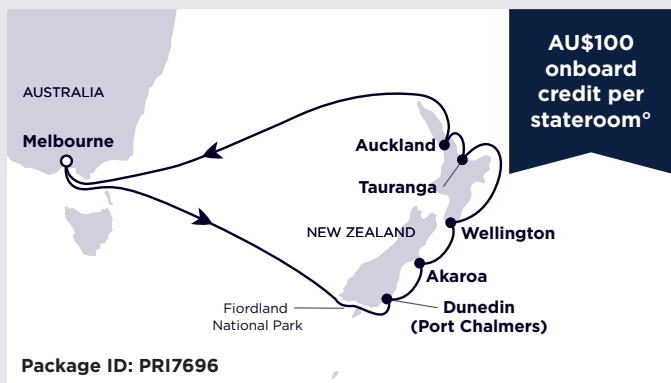 AU$100
onboard
credit per
stateroom°
AUSTRALIA
Melbourne
Auckland
Tauranga
NEW ZEALAND
Wellington
Akaroa
Dunedin
(Port Chalmers)
Fiordland
National Park
Package ID: PRI7696